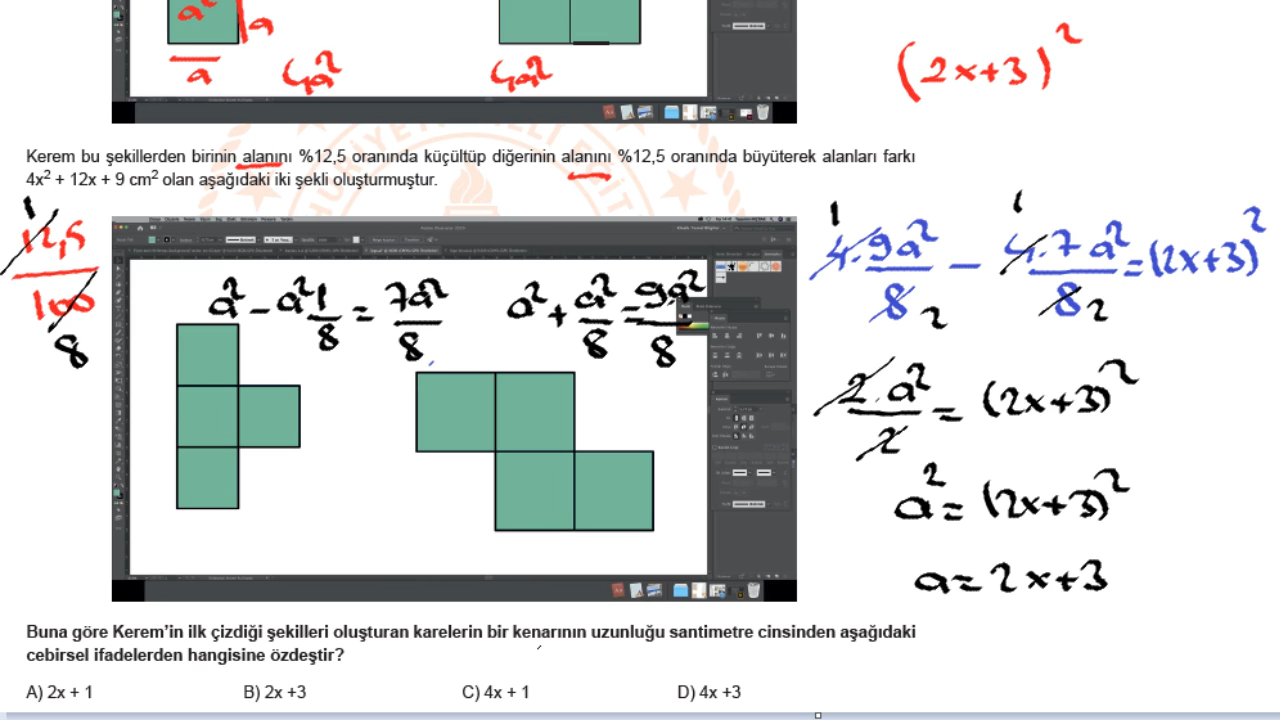 a²
a
a
4a²
4a²
(2x+3)²
Kerem bu şekillerden birinin alanını %12,5 oranında küçültüp diğerinin alanını %12,5 oranında büyüterek alanları farkı
4x² + 12x + 9 cm² olan aşağıdaki iki şekli oluşturmuştur.
1
12,5
100
8
a² - a² 1/8 = 7a²/8
a² + a²/8 = 9a²/8
1 1
4.9a²/8 - 4.7a²/8 = (2x+3)²
2 2
2.a²/2 = (2x+3)²
a² = (2x+3)²
a = 2x+3
Buna göre Kerem'in ilk çizdiği şekilleri oluşturan karelerin bir kenarının uzunluğu santimetre cinsinden aşağıdaki
cebirsel ifadelerden hangisine özdeştir?
A) 2x + 1 B) 2x +3 C) 4x + 1 D) 4x +3